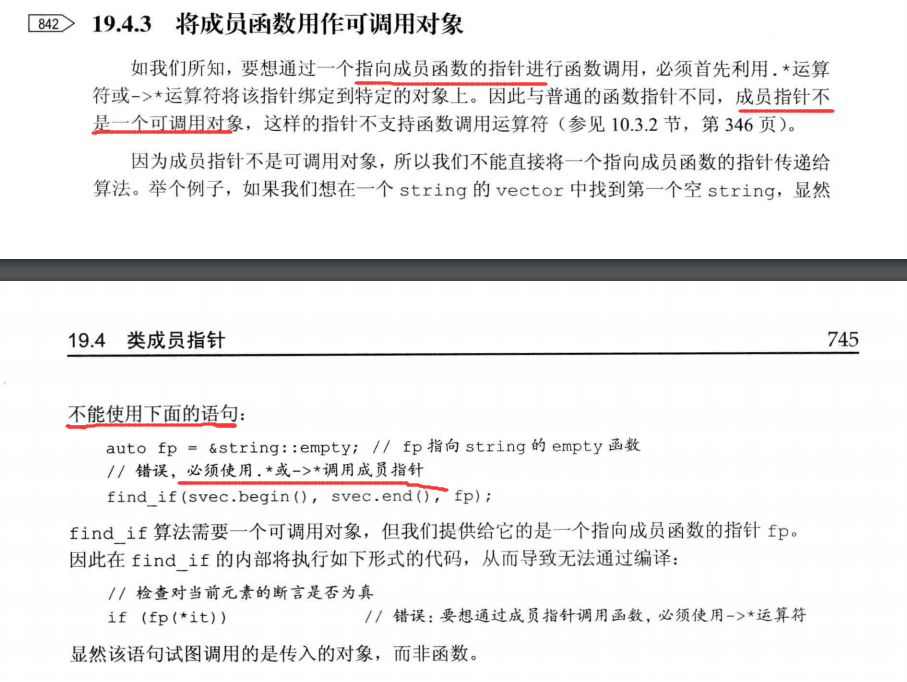 842 19.4.3 将成员函数用作可调用对象
如我们所知，要想通过一个指向成员函数的指针进行函数调用，必须首先利用.*运算
符或->*运算符将该指针绑定到特定的对象上。因此与普通的函数指针不同，成员指针不
是一个可调用对象，这样的指针不支持函数调用运算符（参见 10.3.2 节，第 346 页）。
因为成员指针不是可调用对象，所以我们不能直接将一个指向成员函数的指针传递给
算法。举个例子，如果我们想在一个 string 的 vector 中找到第一个空 string，显然
19.4 类成员指针 745
不能使用下面的语句：
auto fp = &string::empty; // fp 指向 string 的 empty 函数
// 错误，必须使用.*或->*调用成员指针
find_if(svec.begin(), svec.end(), fp);
find_if 算法需要一个可调用对象，但我们提供给它的是一个指向成员函数的指针 fp。
因此在 find_if 的内部将执行如下形式的代码，从而导致无法通过编译：
// 检查对当前元素的断言是否为真
if (fp(*it)) // 错误：要想通过成员指针调用函数，必须使用->*运算符
显然该语句试图调用的是传入的对象，而非函数。